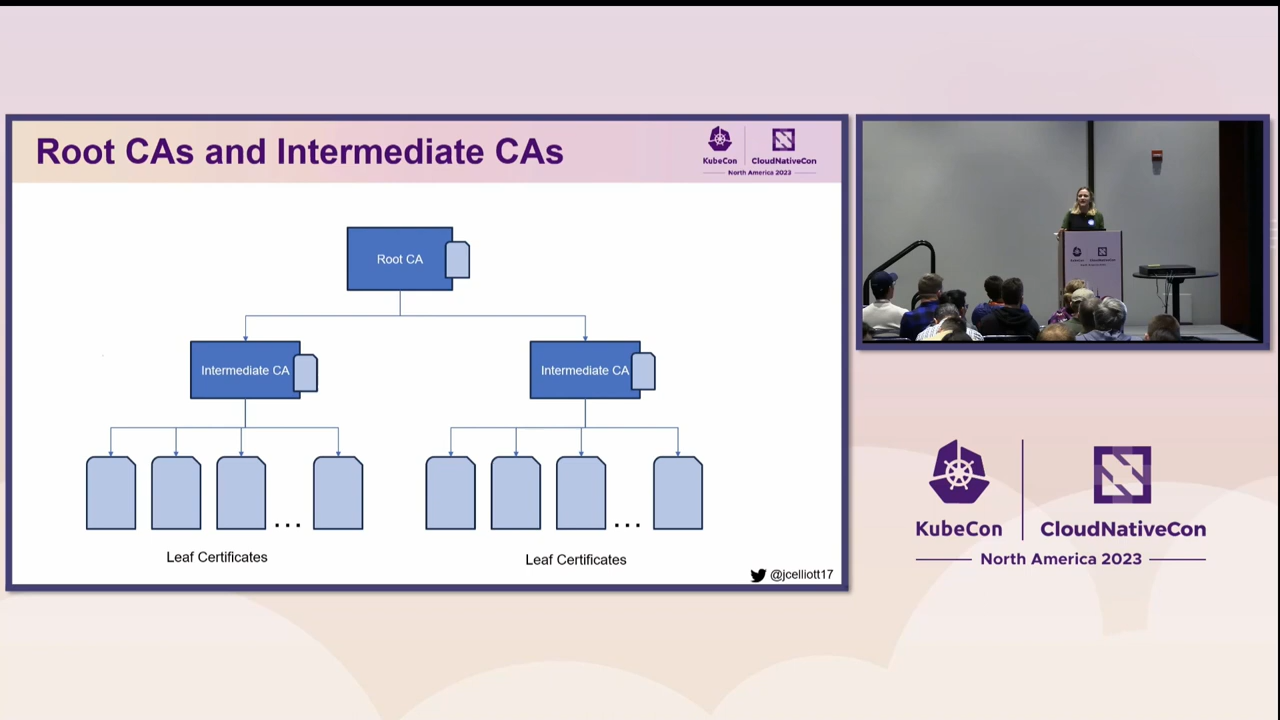 Root CAs and Intermediate CAs
KubeCon
CloudNativeCon
North America 2023
Root CA
Intermediate CA
Intermediate CA
...
...
Leaf Certificates
Leaf Certificates
@jcelliott17
KubeCon
CloudNativeCon
North America 2023